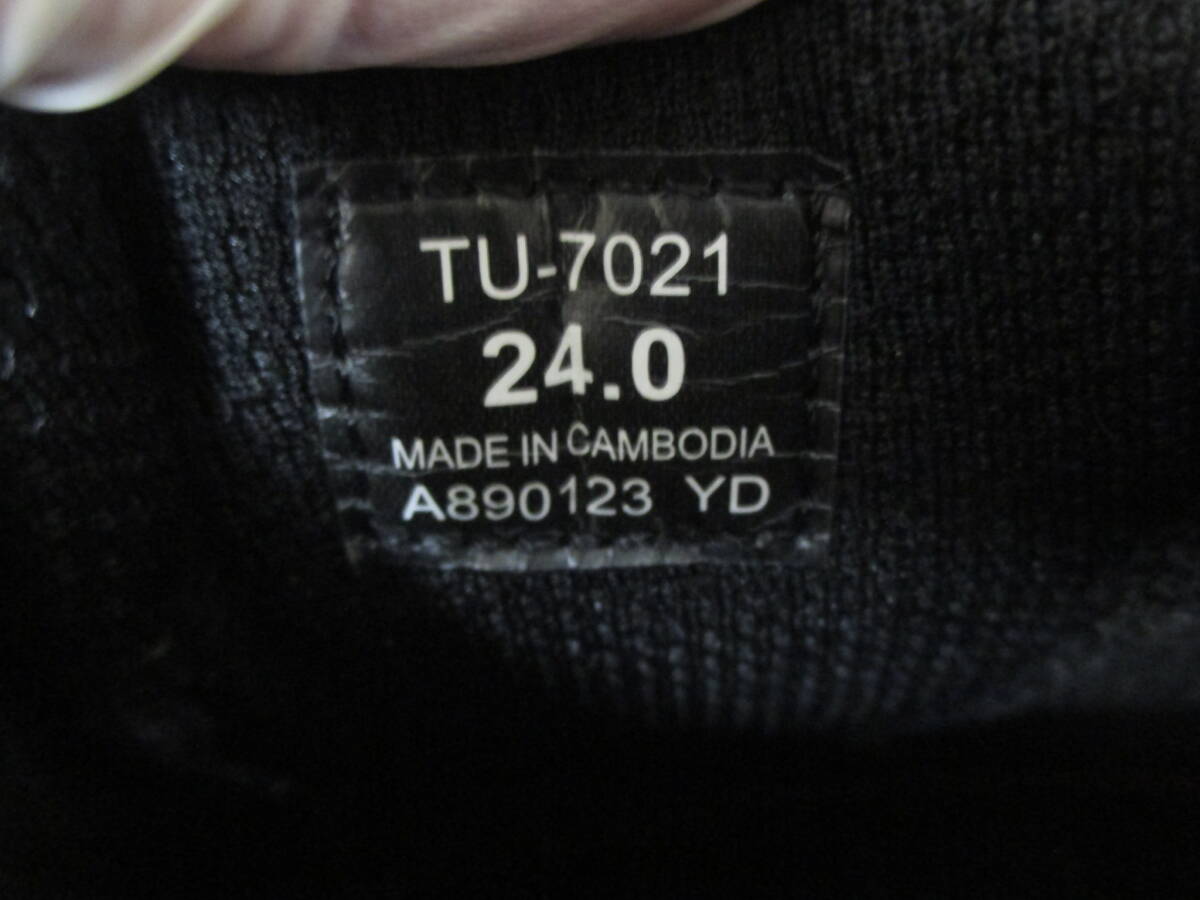 TU-7021
24.0
MADE IN CAMBODIA
A890123 YD